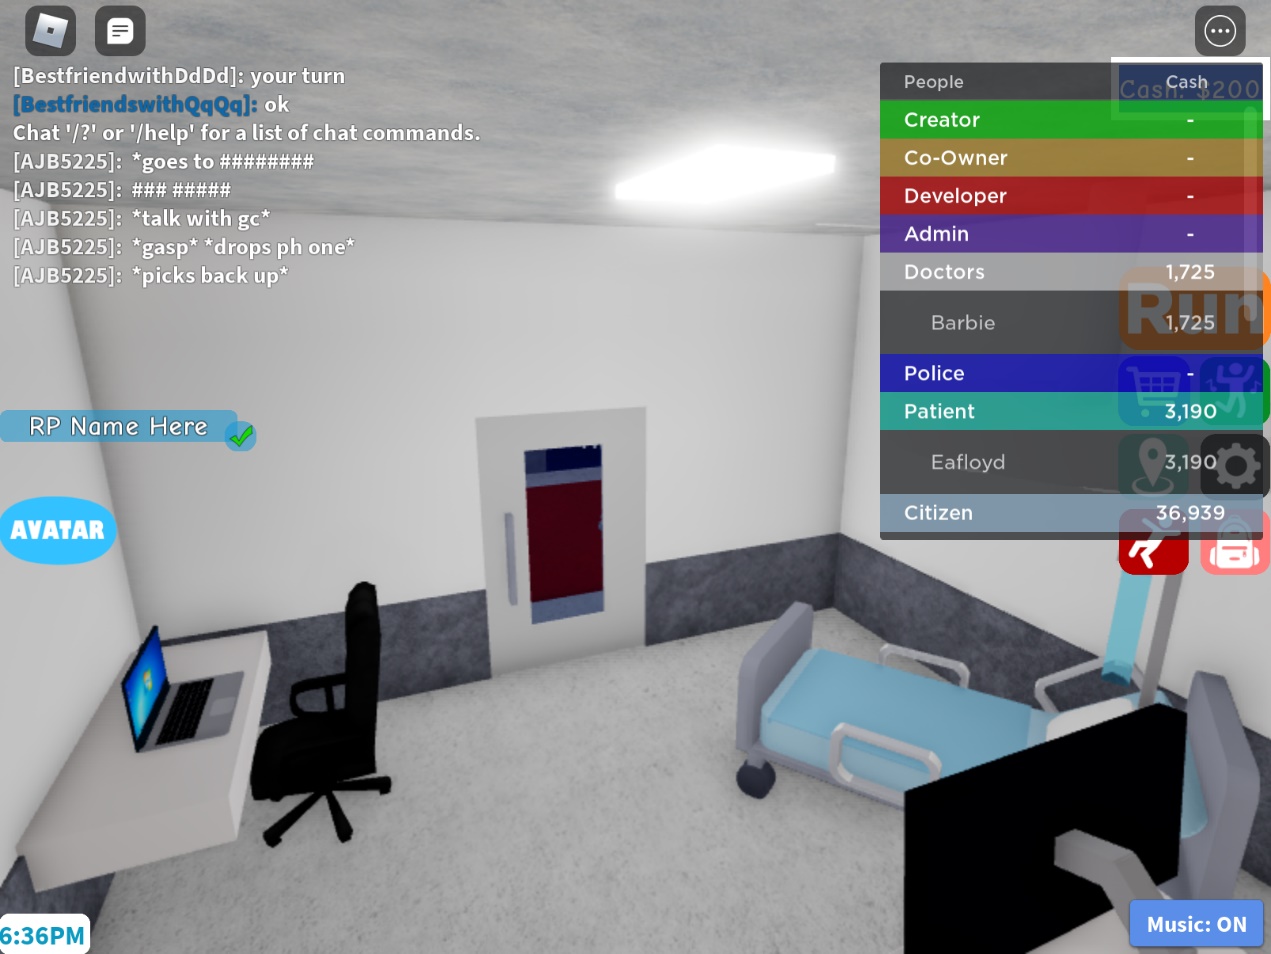 [BestfriendwithDdDd]: your turn
[BestfriendswithQqQq]: ok
Chat '/?' or '/help' for a list of chat commands.
[AJB5225]: *goes to ########
[AJB5225]: ### #####
[AJB5225]: *talk with gc*
[AJB5225]: *gasp* *drops ph one*
[AJB5225]: *picks back up*
RP Name Here
AVATAR
6:36PM
People Cash
Cash: $200
Creator -
Co-Owner -
Developer -
Admin -
Doctors 1,725
Barbie 1,725
Run
Police -
Patient 3,190
Eafloyd 3,190
Citizen 36,939
Music: ON